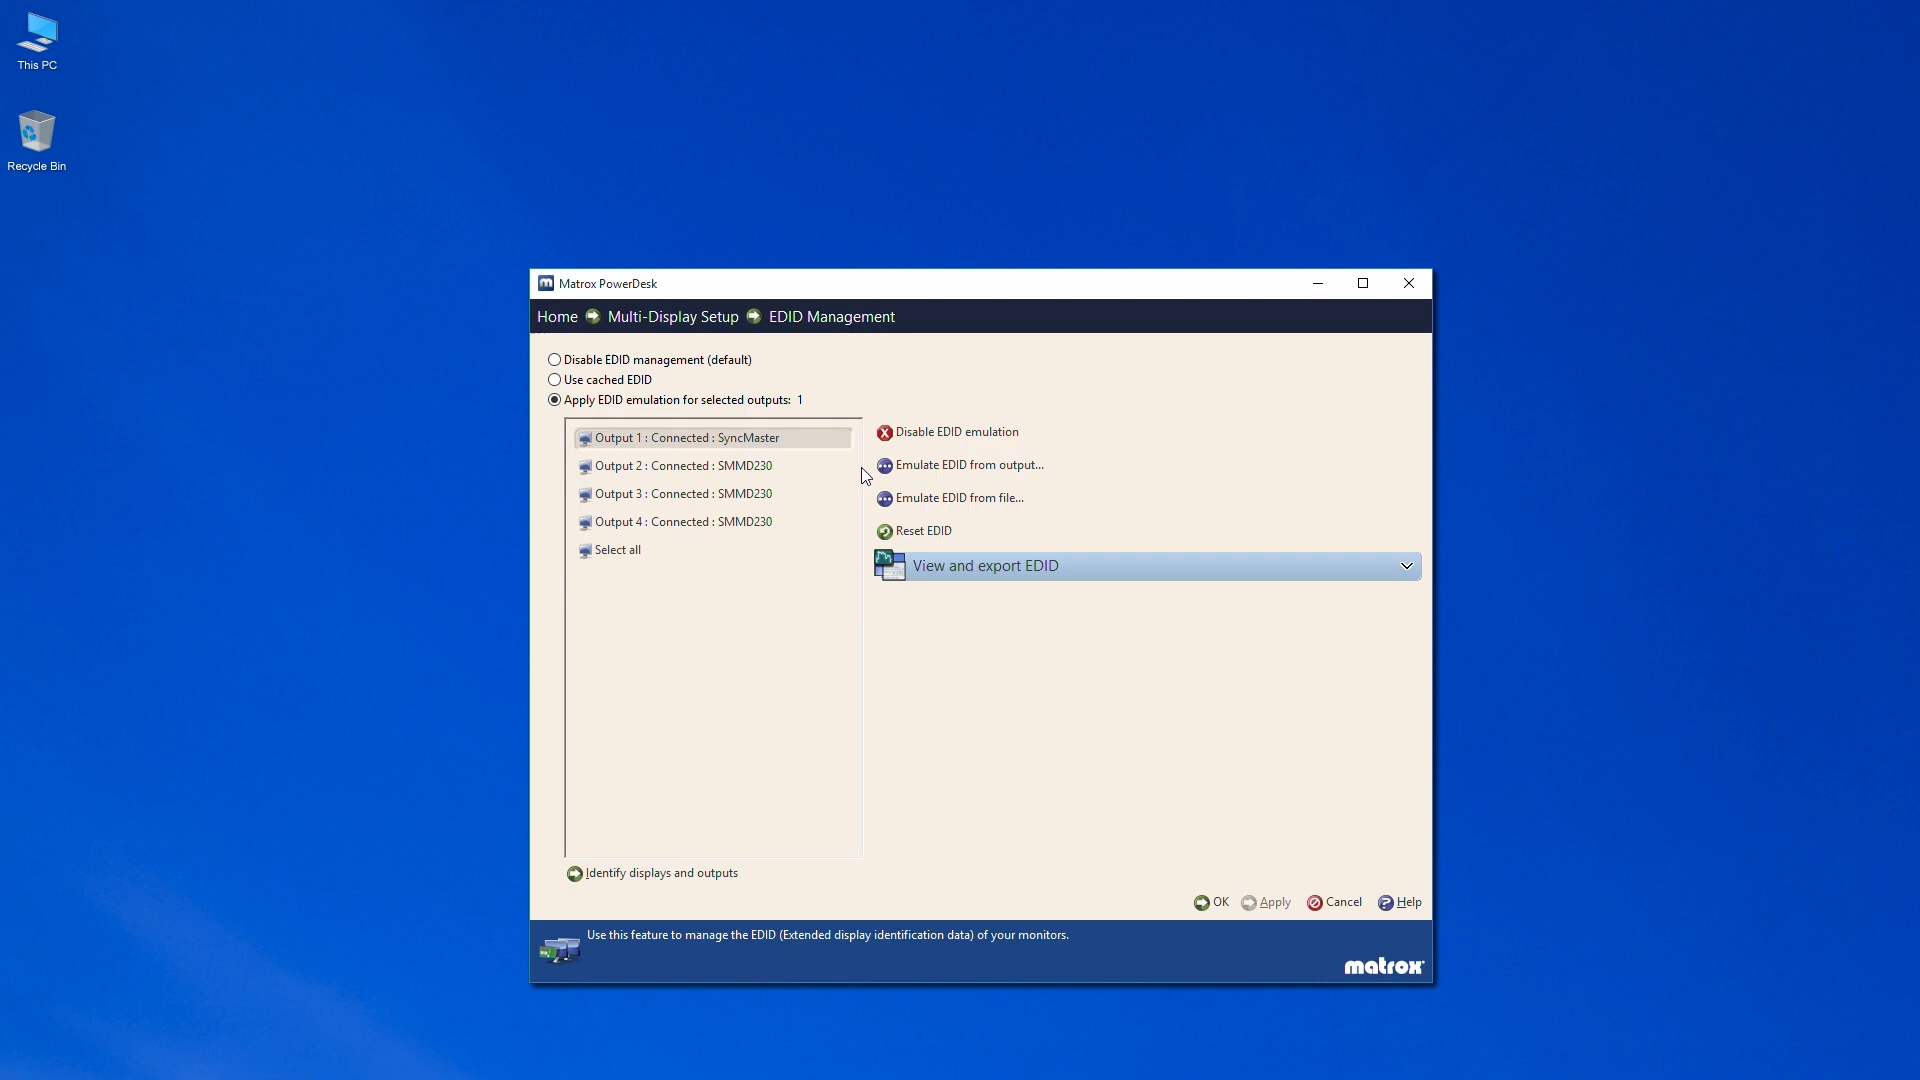 This PC
Recycle Bin
Matrox PowerDesk
Home Multi-Display Setup EDID Management
Disable EDID management (default)
Use cached EDID
Apply EDID emulation for selected outputs: 1
Output 1 : Connected : SyncMaster
Output 2 : Connected : SMMD230
Output 3 : Connected : SMMD230
Output 4 : Connected : SMMD230
Select all
Disable EDID emulation
Emulate EDID from output...
Emulate EDID from file...
Reset EDID
View and export EDID
Identify displays and outputs
OK Apply Cancel Help
Use this feature to manage the EDID (Extended display identification data) of your monitors.
matrox